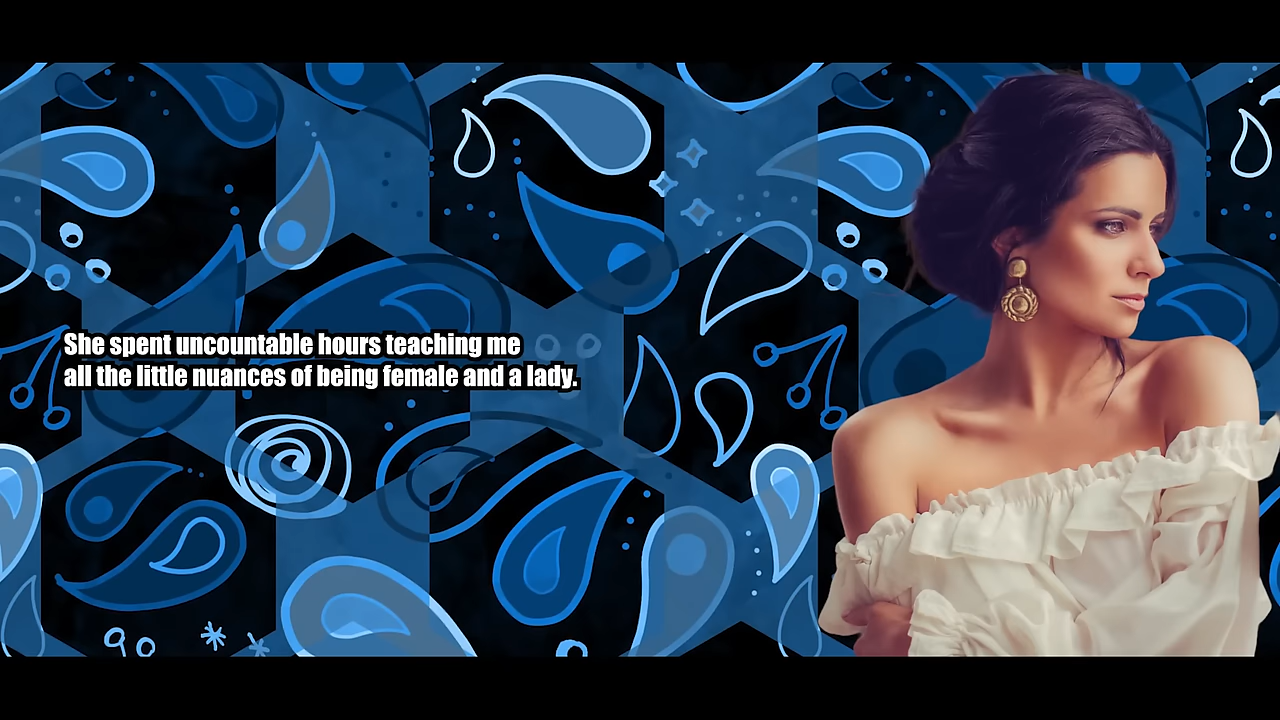 She spent uncountable hours teaching me
all the little nuances of being female and a lady.